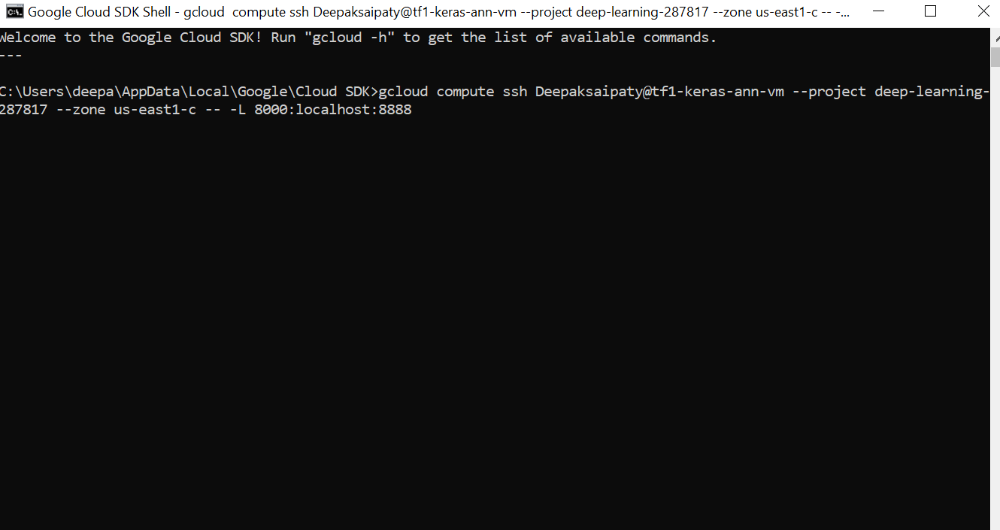 Google Cloud SDK Shell - gcloud  compute ssh Deepaksaipaty@tf1-keras-ann-vm --project deep-learning-287817 --zone us-east1-c -- -...
Welcome to the Google Cloud SDK! Run "gcloud -h" to get the list of available commands.
---
C:\Users\deepa\AppData\Local\Google\Cloud SDK>gcloud compute ssh Deepaksaipaty@tf1-keras-ann-vm --project deep-learning-
287817 --zone us-east1-c -- -L 8000:localhost:8888